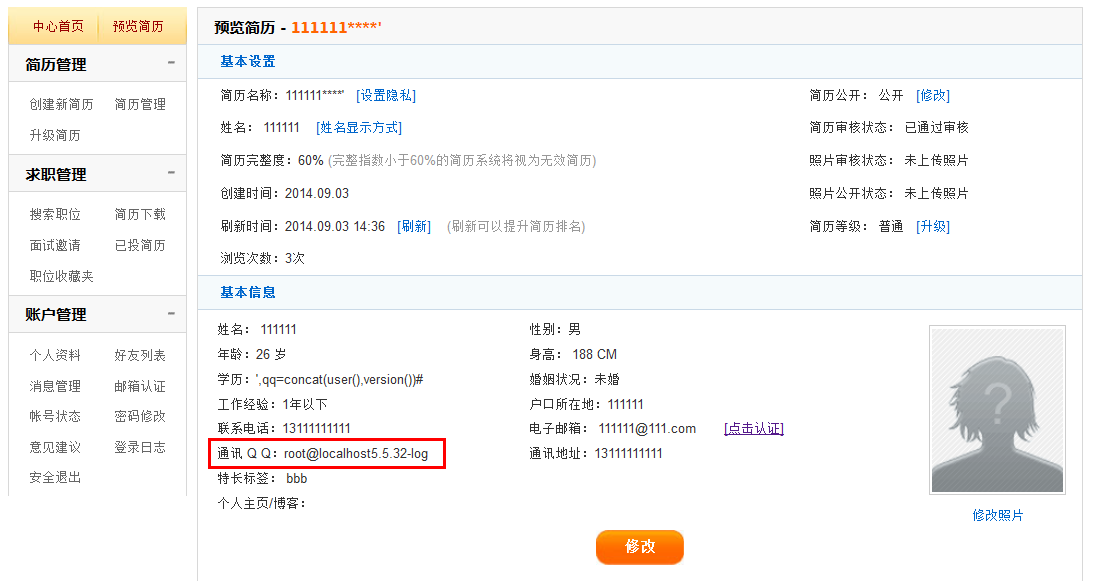 中心首页 预览简历
简历管理 −
创建新简历 简历管理
升级简历
求职管理 −
搜索职位 简历下载
面试邀请 已投简历
职位收藏夹
账户管理 −
个人资料 好友列表
消息管理 邮箱认证
帐号状态 密码修改
意见建议 登录日志
安全退出
预览简历 - 111111****'
基本设置
简历名称：111111****' [设置隐私] 简历公开： 公开 [修改]
姓名： 111111 [姓名显示方式] 简历审核状态： 已通过审核
简历完整度：60% (完整指数小于60%的简历系统将视为无效简历) 照片审核状态： 未上传照片
创建时间：2014.09.03 照片公开状态： 未上传照片
刷新时间：2014.09.03 14:36 [刷新] (刷新可以提升简历排名) 简历等级： 普通 [升级]
浏览次数：3次
基本信息
姓名： 111111 性别：男
年龄：26 岁 身高： 188 CM
学历：',qq=concat(user(),version())# 婚姻状况：未婚
工作经验：1年以下 户口所在地：111111
联系电话：13111111111 电子邮箱： 111111@111.com [点击认证]
通讯 Q Q：root@localhost5.5.32-log 通讯地址：13111111111
特长标签： bbb
个人主页/博客：
?
修改照片
修改